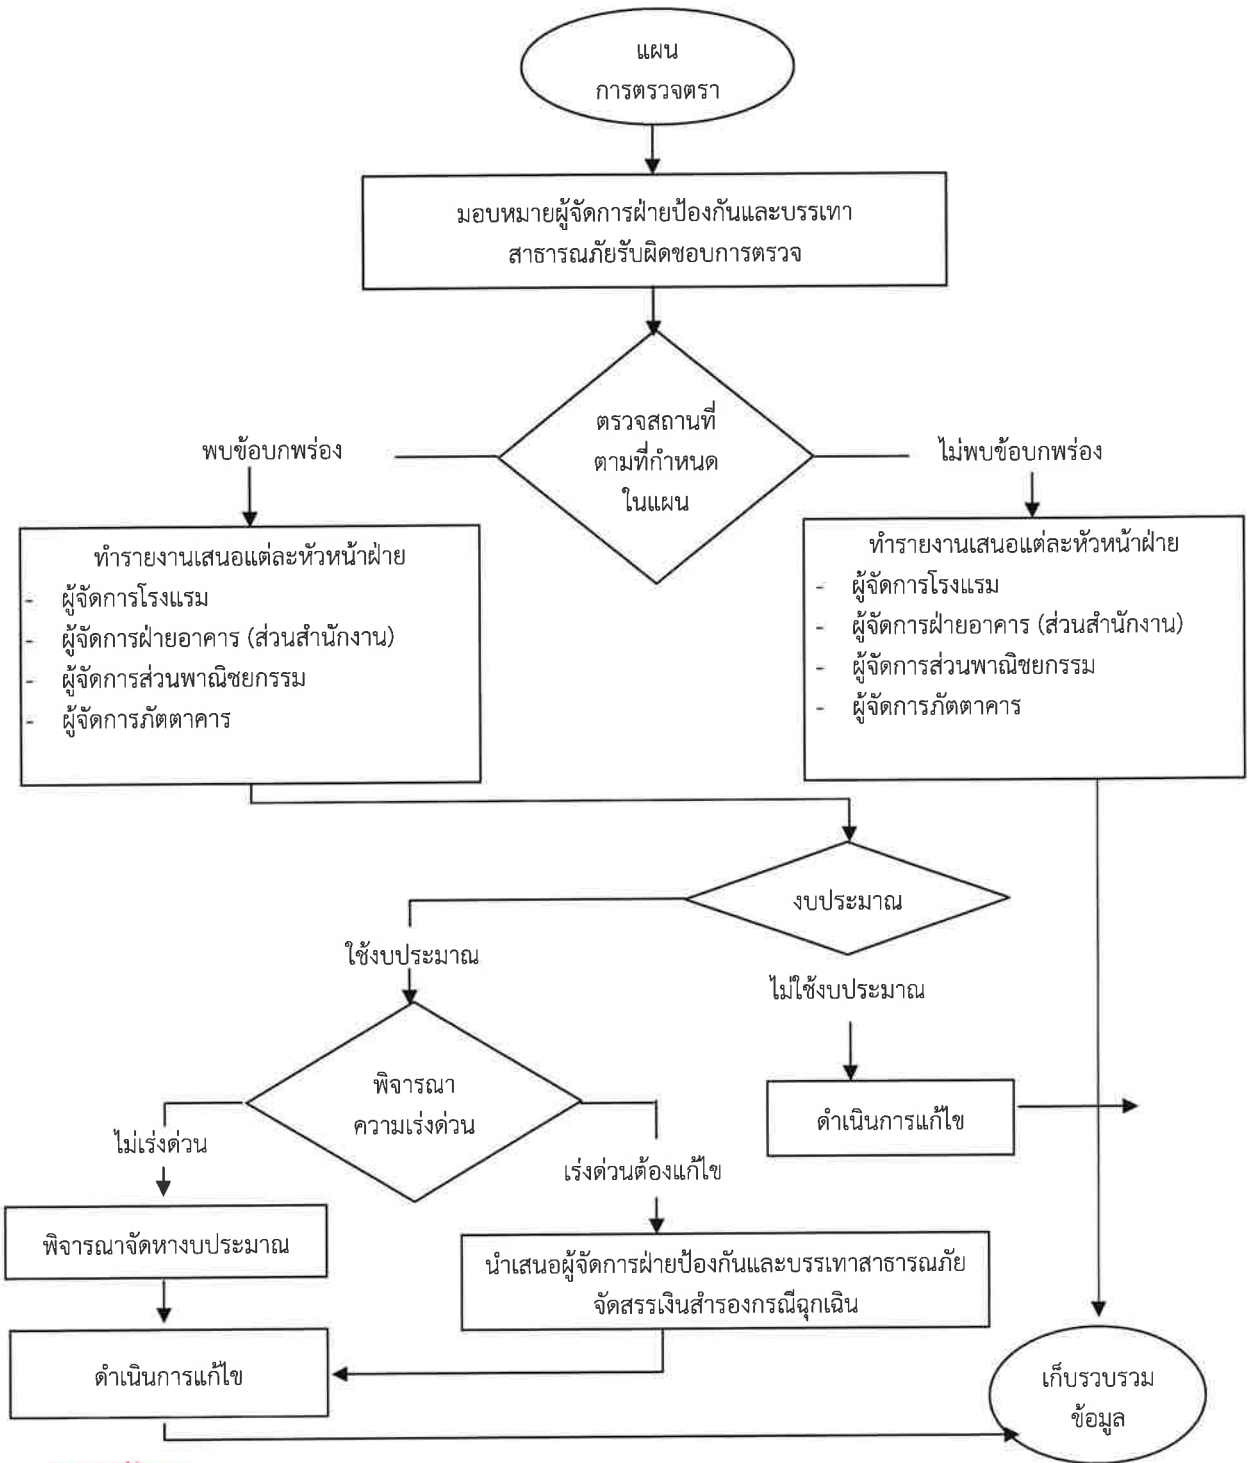 แผน
การตรวจตรา
มอบหมายผู้จัดการฝ่ายป้องกันและบรรเทา
สาธารณภัยรับผิดชอบการตรวจ
ตรวจสถานที่
ตามที่กำหนด
ในแผน
พบข้อบกพร่อง
ไม่พบข้อบกพร่อง
ทำรายงานเสนอแต่ละหัวหน้าฝ่าย
- ผู้จัดการโรงแรม
- ผู้จัดการฝ่ายอาคาร (ส่วนสำนักงาน)
- ผู้จัดการส่วนพาณิชยกรรม
- ผู้จัดการภัตตาคาร
ทำรายงานเสนอแต่ละหัวหน้าฝ่าย
- ผู้จัดการโรงแรม
- ผู้จัดการฝ่ายอาคาร (ส่วนสำนักงาน)
- ผู้จัดการส่วนพาณิชยกรรม
- ผู้จัดการภัตตาคาร
งบประมาณ
ใช้งบประมาณ
ไม่ใช้งบประมาณ
พิจารณา
ความเร่งด่วน
ดำเนินการแก้ไข
ไม่เร่งด่วน
เร่งด่วนต้องแก้ไข
พิจารณาจัดหางบประมาณ
นำเสนอผู้จัดการฝ่ายป้องกันและบรรเทาสาธารณภัย
จัดสรรเงินสำรองกรณีฉุกเฉิน
ดำเนินการแก้ไข
เก็บรวบรวม
ข้อมูล